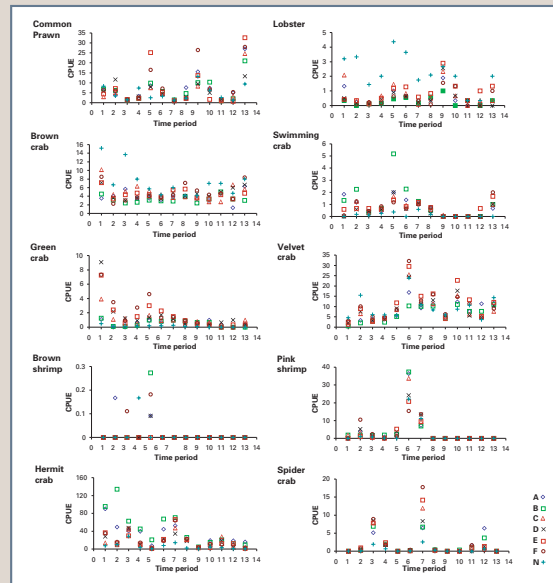 Common
Prawn
CPUE
35
30
25
20
15
10
5
0
0 1 2 3 4 5 6 7 8 9 10 11 12 13 14
Time period
Lobster
CPUE
6
5
4
3
2
1
0
0 1 2 3 4 5 6 7 8 9 10 11 12 13 14
Time period
Brown
crab
CPUE
16
14
12
10
8
6
4
2
0
0 1 2 3 4 5 6 7 8 9 10 11 12 13 14
Time period
Swimming
crab
CPUE
6
5
4
3
2
1
0
0 1 2 3 4 5 6 7 8 9 10 11 12 13 14
Time period
Green
crab
CPUE
10
8
6
4
2
0
0 1 2 3 4 5 6 7 8 9 10 11 12 13 14
Time period
Velvet
crab
CPUE
35
30
25
20
15
10
5
0
0 1 2 3 4 5 6 7 8 9 10 11 12 13 14
Time period
Brown
shrimp
CPUE
0.3
0.2
0.1
0
0 1 2 3 4 5 6 7 8 9 10 11 12 13 14
Time period
Pink
shrimp
CPUE
40
30
20
10
0
0 1 2 3 4 5 6 7 8 9 10 11 12 13 14
Time period
Hermit
crab
CPUE
160
120
80
40
0
0 1 2 3 4 5 6 7 8 9 10 11 12 13 14
Time period
Spider
crab
CPUE
20
15
10
5
0
0 1 2 3 4 5 6 7 8 9 10 11 12 13 14
Time period
A
B
C
D
E
F
N